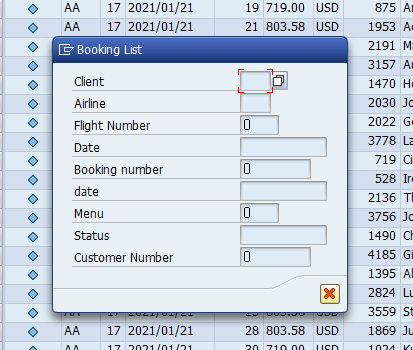 AA 17 2021/01/21 19 719.00 USD 875
AA 17 2021/01/21 21 803.58 USD 1953
Booking List
2191
3157
Client
1470
Airline
2030
Flight Number 0
2022
3778
Date
719
Booking number 0
528
date
2136
Menu 0
3756
Status
1490
Customer Number 0
4185
1395
2824
3559
AA 17 2021/01/21 28 803.58 USD 1869